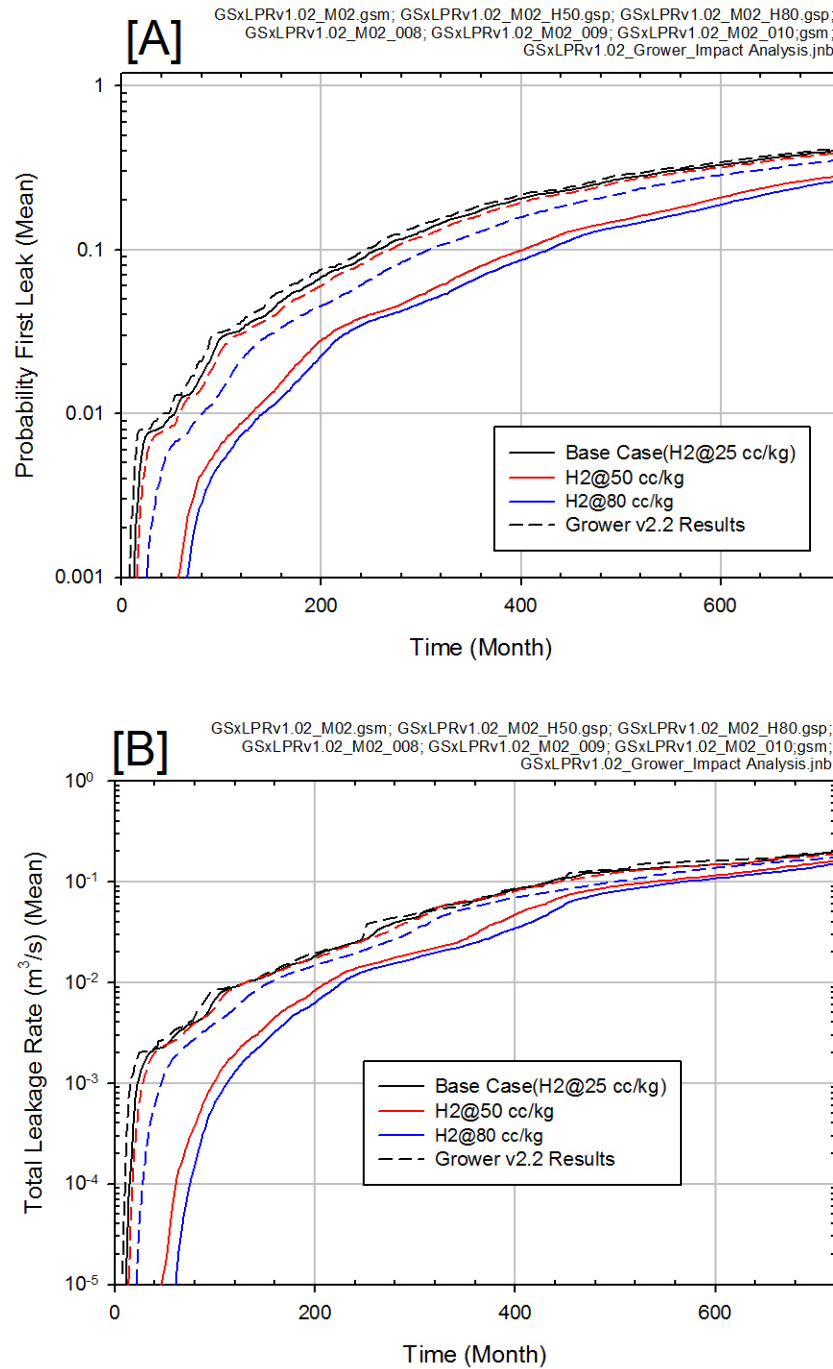 [A]
GSxLPRv1.02_M02.gsm; GSxLPRv1.02_M02_H50.gsp; GSxLPRv1.02_M02_H80.gsp;
GSxLPRv1.02_M02_008; GSxLPRv1.02_M02_009; GSxLPRv1.02_M02_010;gsm;
GSxLPRv1.02_Grower_Impact Analysis.jnb
Probability First Leak (Mean)
1
0.1
0.01
0.001
Base Case(H2@25 cc/kg)
H2@50 cc/kg
H2@80 cc/kg
Grower v2.2 Results
0 200 400 600
Time (Month)
[B]
GSxLPRv1.02_M02.gsm; GSxLPRv1.02_M02_H50.gsp; GSxLPRv1.02_M02_H80.gsp;
GSxLPRv1.02_M02_008; GSxLPRv1.02_M02_009; GSxLPRv1.02_M02_010;gsm;
GSxLPRv1.02_Grower_Impact Analysis.jnb
Total Leakage Rate (m³/s) (Mean)
10⁰
10⁻¹
10⁻²
10⁻³
10⁻⁴
10⁻⁵
Base Case(H2@25 cc/kg)
H2@50 cc/kg
H2@80 cc/kg
Grower v2.2 Results
0 200 400 600
Time (Month)